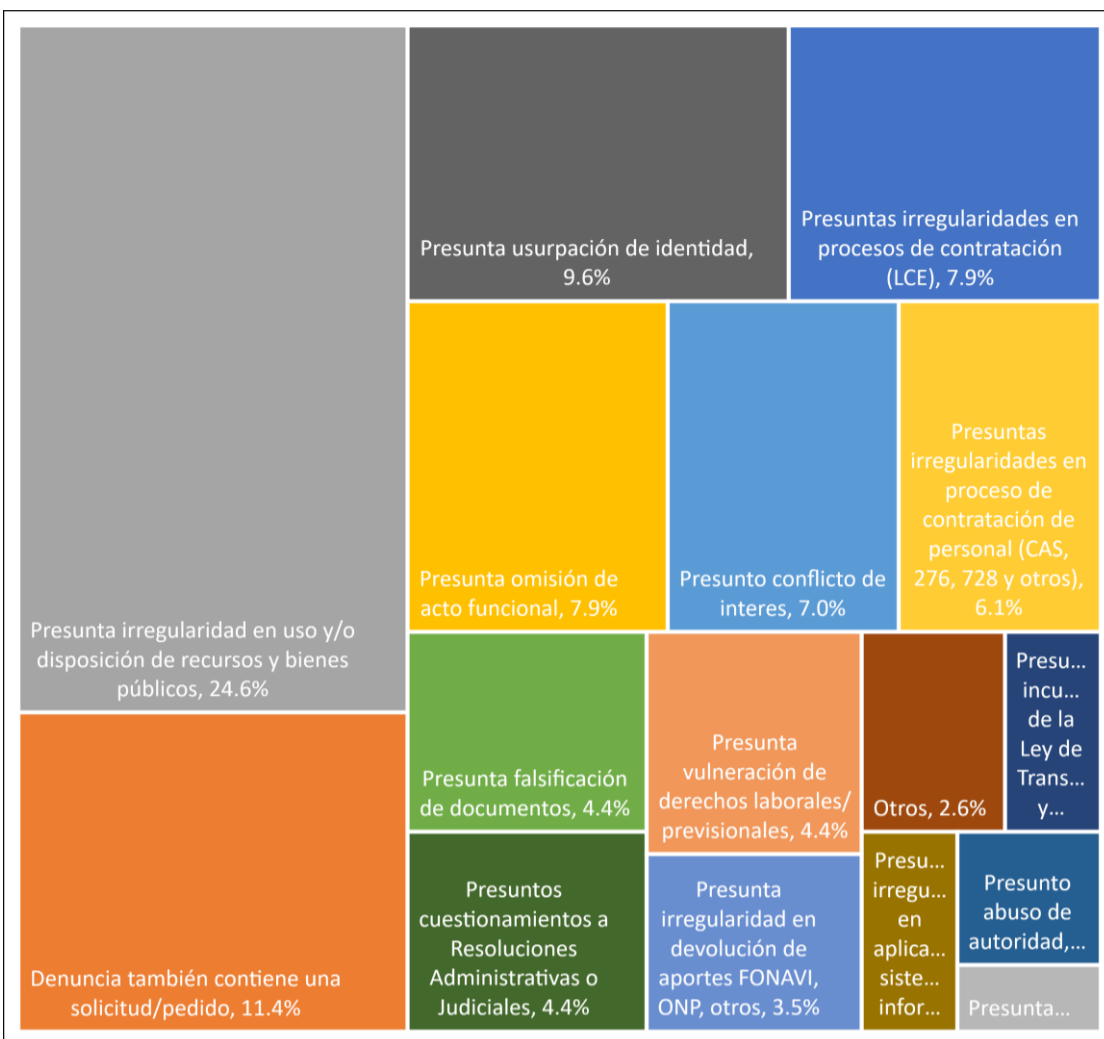 Presunta irregularidad en uso y/o
disposición de recursos y bienes
públicos, 24.6%
Denuncia también contiene una
solicitud/pedido, 11.4%
Presunta usurpación de identidad,
9.6%
Presuntas irregularidades en
procesos de contratación
(LCE), 7.9%
Presunta omisión de
acto funcional, 7.9%
Presunto conflicto de
interes, 7.0%
Presuntas
irregularidades en
proceso de
contratación de
personal (CAS,
276, 728 y otros),
6.1%
Presunta falsificación
de documentos, 4.4%
Presunta
vulneración de
derechos laborales/
previsionales, 4.4%
Otros, 2.6%
Presu...
incu...
de la
Ley de
Trans...
y...
Presuntos
cuestionamientos a
Resoluciones
Administrativas o
Judiciales, 4.4%
Presunta
irregularidad en
devolución de
aportes FONAVI,
ONP, otros, 3.5%
Presu...
irregu...
en
aplica...
siste...
infor...
Presunto
abuso de
autoridad,...
Presunta...